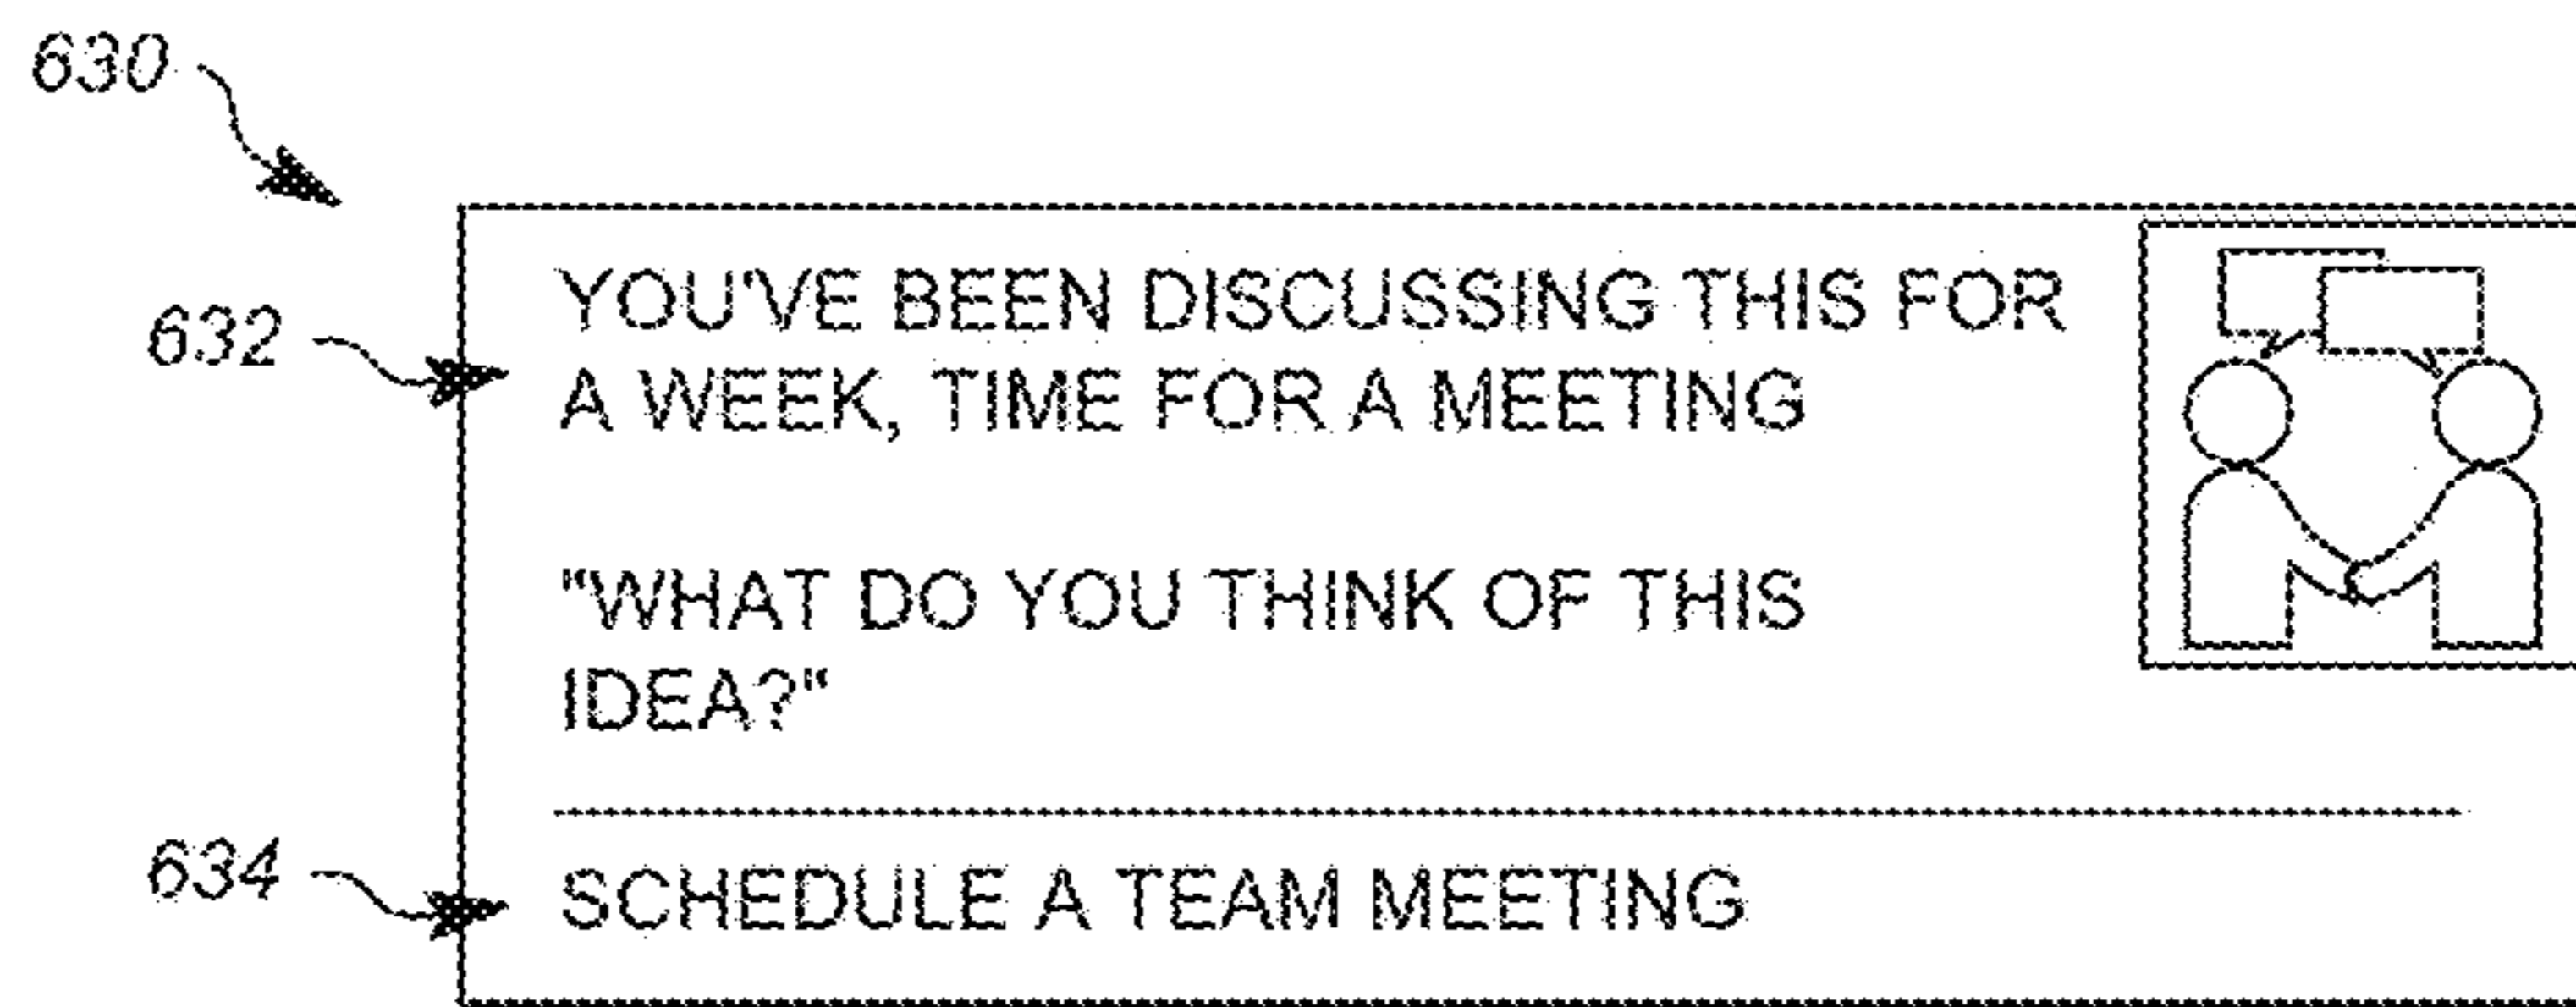 630
YOU'VE BEEN DISCUSSING THIS FOR
632
A WEEK, TIME FOR A MEETING
"WHAT DO YOU THINK OF THIS
IDEA?"
634
SCHEDULE A TEAM MEETING